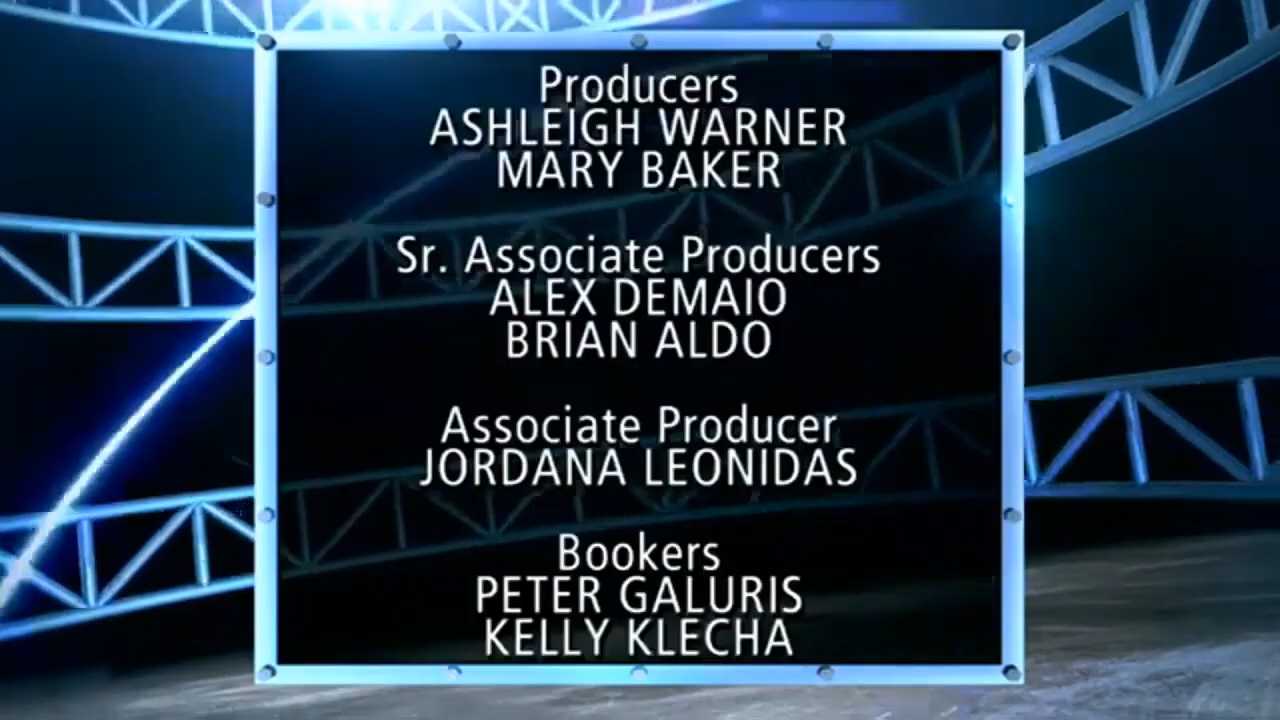 Producers
ASHLEIGH WARNER
MARY BAKER
Sr. Associate Producers
ALEX DEMAIO
BRIAN ALDO
Associate Producer
JORDANA LEONIDAS
Bookers
PETER GALURIS
KELLY KLECHA